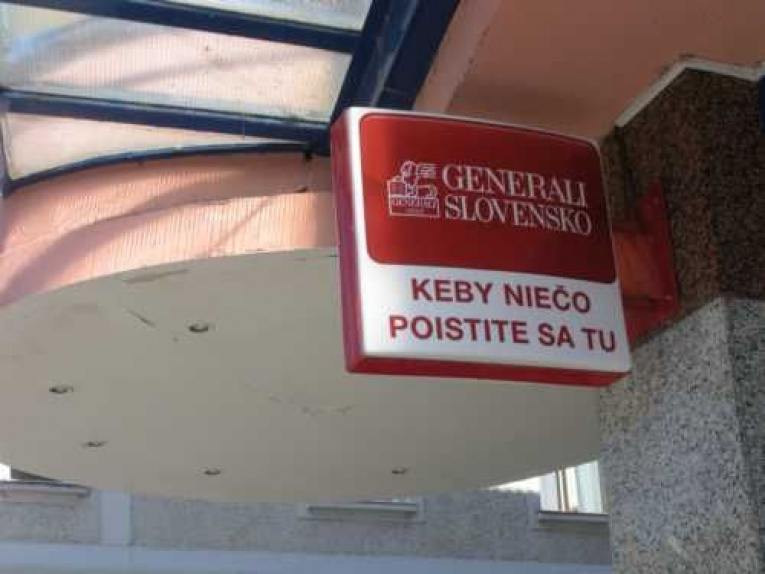 GENERALI
SLOVENSKO
KEBY NIEČO
POISTITE SA TU